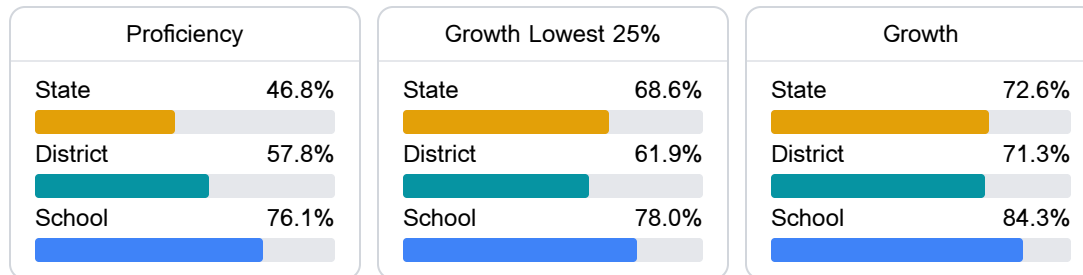 Proficiency
State 46.8%
District 57.8%
School 76.1%
Growth Lowest 25%
State 68.6%
District 61.9%
School 78.0%
Growth
State 72.6%
District 71.3%
School 84.3%